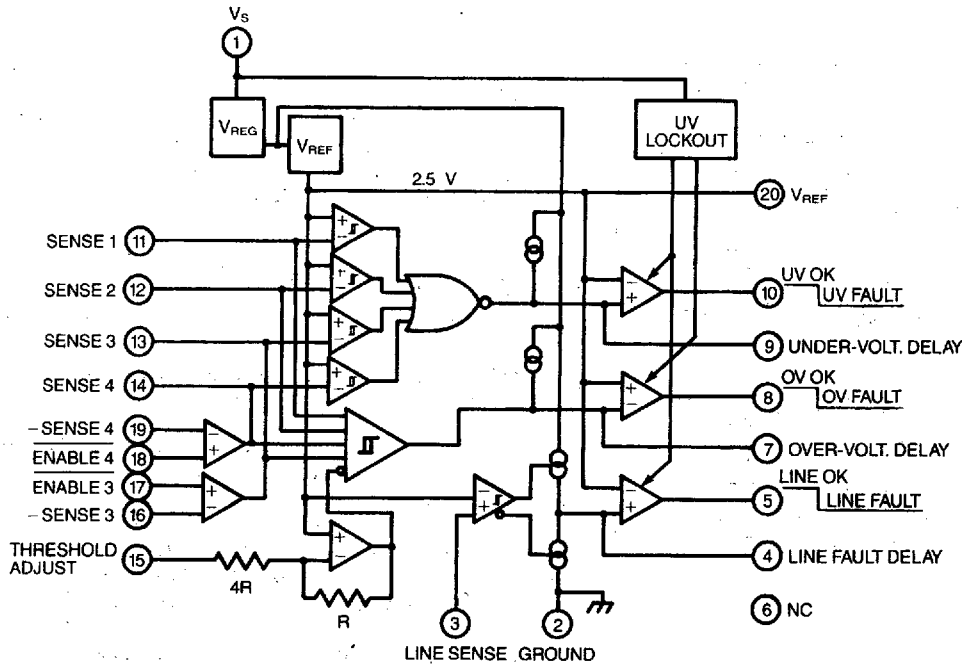 VS
1
VREG
VREF
UV
LOCKOUT
2.5 V
20 VREF
SENSE 1 11
SENSE 2 12
SENSE 3 13
SENSE 4 14
-SENSE 4 19
ENABLE 4 18
ENABLE 3 17
-SENSE 3 16
THRESHOLD
ADJUST
15
4R
R
+
-
+
-
+
-
+
-
-
+
+
-
+
-
-
+
-
+
+
-
-
+
10 UV OK
UV FAULT
9 UNDER-VOLT. DELAY
8 OV OK
OV FAULT
7 OVER-VOLT. DELAY
5 LINE OK
LINE FAULT
4 LINE FAULT DELAY
6 NC
3
2
LINE SENSE GROUND